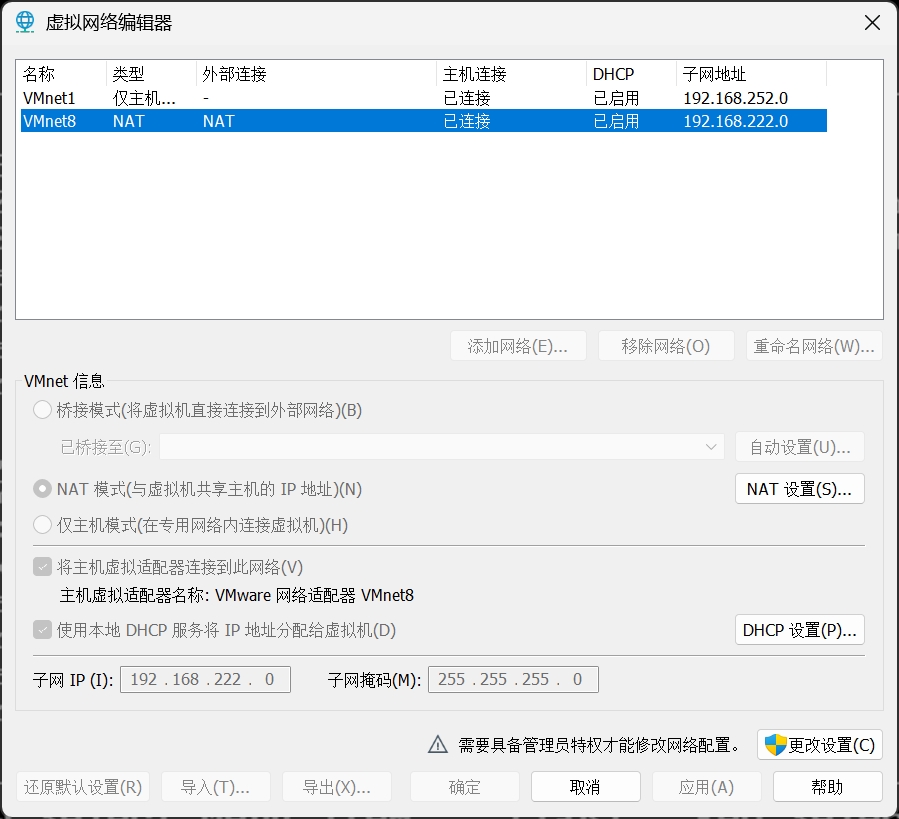 虚拟网络编辑器
名称 类型 外部连接 主机连接 DHCP 子网地址
VMnet1 仅主机... - 已连接 已启用 192.168.252.0
VMnet8 NAT NAT 已连接 已启用 192.168.222.0
添加网络(E)... 移除网络(O) 重命名网络(W)...
VMnet 信息
桥接模式(将虚拟机直接连接到外部网络)(B)
已桥接至(G): 自动设置(U)...
NAT 模式(与虚拟机共享主机的 IP 地址)(N) NAT 设置(S)...
仅主机模式(在专用网络内连接虚拟机)(H)
将主机虚拟适配器连接到此网络(V)
主机虚拟适配器名称: VMware 网络适配器 VMnet8
使用本地 DHCP 服务将 IP 地址分配给虚拟机(D) DHCP 设置(P)...
子网 IP (I): 192 . 168 . 222 . 0 子网掩码(M): 255 . 255 . 255 . 0
需要具备管理员特权才能修改网络配置。 更改设置(C)
还原默认设置(R) 导入(T)... 导出(X)... 确定 取消 应用(A) 帮助